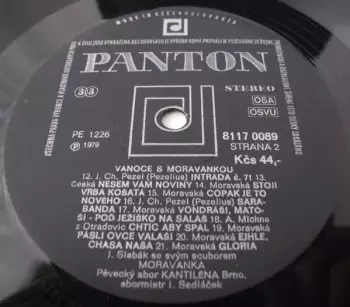 MADE IN CZECHOSLOVAKIA
PANTON
33
STEREO
OSA
OSVU
PE 1226
℗ 1979
8117 0089
STRANA 2
Kčs 44,-
VÁNOCE S MORAVANKOU
12. J. Ch. Pezel (Pezelius) INTRÁDA č. 71 13.
Česká NESEM VÁM NOVINY 14. Moravská STOJÍ
VRBA KOŠATÁ 15. Moravská COPAK JE TO
NOVÉHO 16. J. Ch. Pezel (Pezelius) SARA-
BANDA 17. Moravská VONDRÁŠI, MATO-
ŠI - POD JEŽÍŠKO NA SALAŠ 18. A. Michna
z Otradovic CHTÍC ABY SPAL 19. Moravská
PÁSLI OVCE VALAŠI 20. Moravská EJHLE,
CHASA NAŠA 21. Moravská GLORIA
J. Slabák se svým souborem
MORAVANKA
Pěvecký sbor KANTILÉNA Brno,
sbormistr I. Sedláček